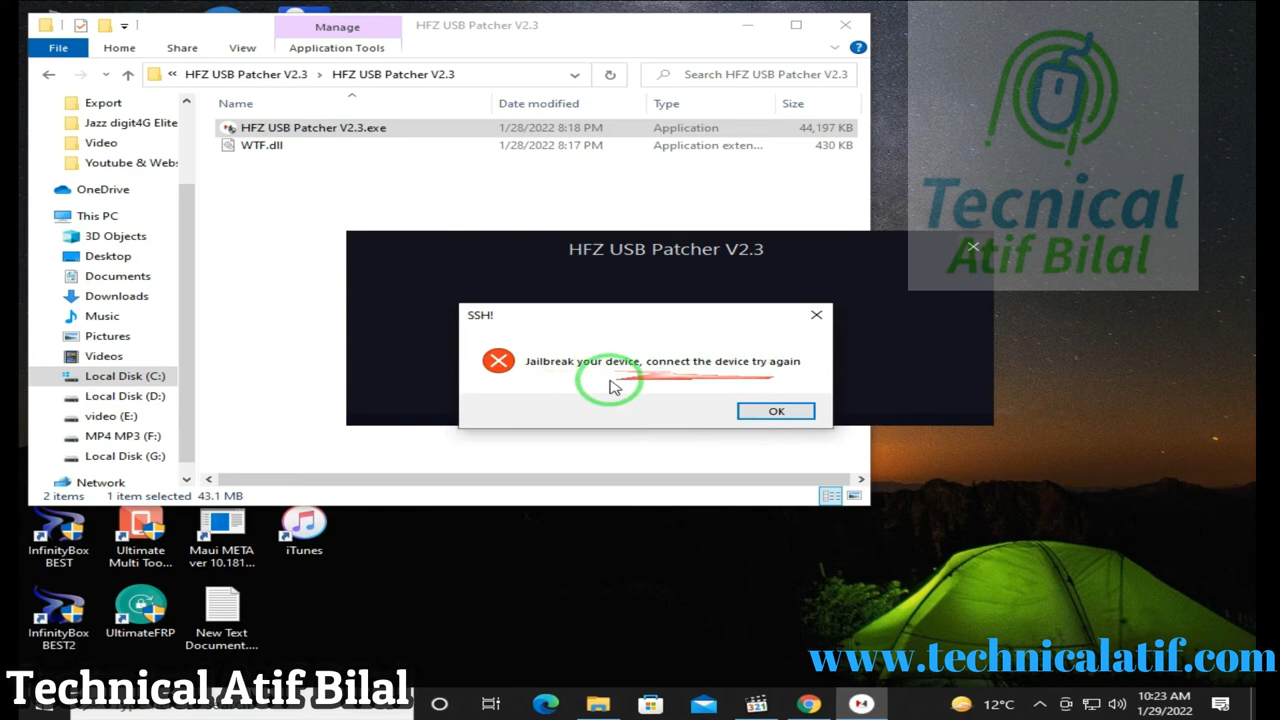 Manage
HFZ USB Patcher V2.3
File
Home
Share
View
Application Tools
HFZ USB Patcher V2.3 › HFZ USB Patcher V2.3
Search HFZ USB Patcher V2.3
Name
Date modified
Type
Size
HFZ USB Patcher V2.3.exe
1/28/2022 8:18 PM
Application
44,197 KB
WTF.dll
1/28/2022 8:17 PM
Application exten...
430 KB
Export
Jazz digit4G Elite
Video
Youtube & Webs
OneDrive
This PC
3D Objects
Desktop
Documents
Downloads
Music
Pictures
Videos
Local Disk (C:)
Local Disk (D:)
video (E:)
MP4 MP3 (F:)
Local Disk (G:)
Network
2 items
1 item selected 43.1 MB
HFZ USB Patcher V2.3
SSH!
Jailbreak your device, connect the device try again
OK
Tecnical
Atif Bilal
InfinityBox
BEST
Ultimate
Multi Too...
Maui META
ver 10.181...
iTunes
InfinityBox
BEST2
UltimateFRP
New Text
Document....
www.technicalatif.com
Technical Atif Bilal
12°C
10:23 AM
1/29/2022